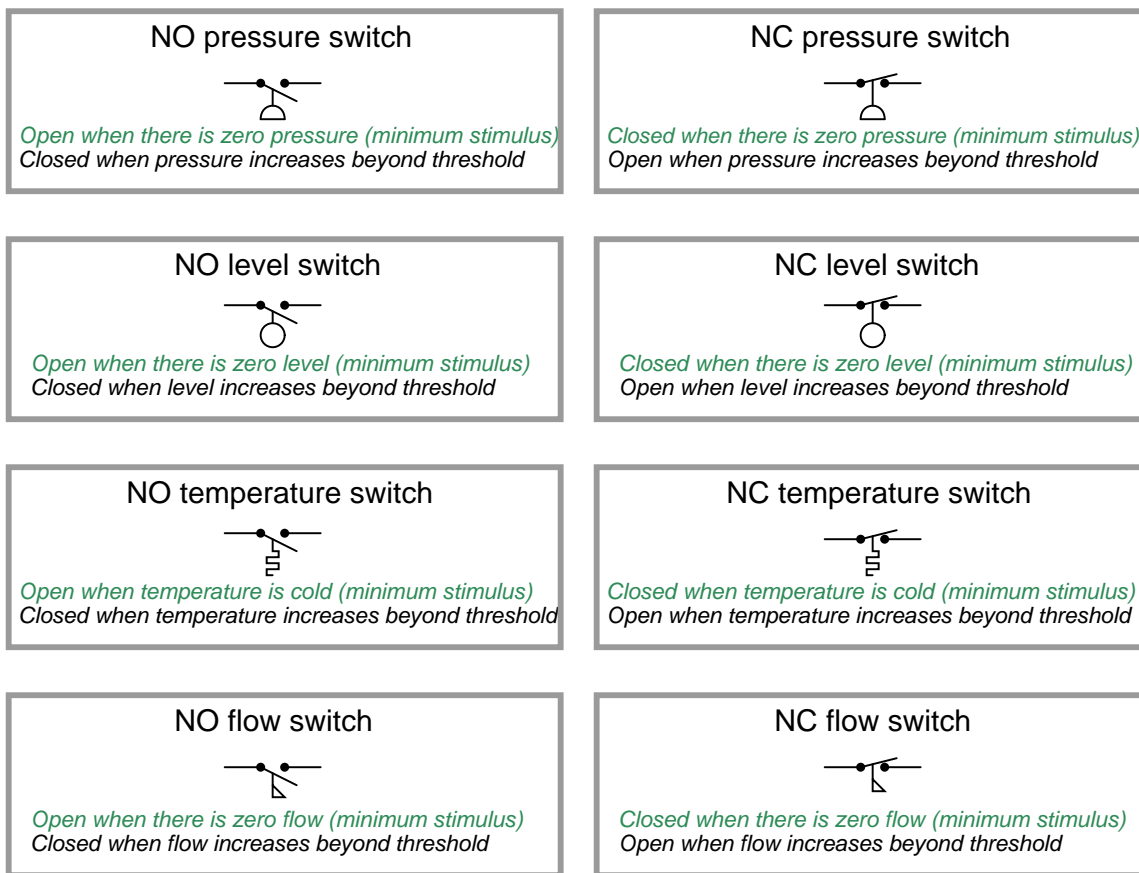 NO pressure switch
Open when there is zero pressure (minimum stimulus)
Closed when pressure increases beyond threshold
NC pressure switch
Closed when there is zero pressure (minimum stimulus)
Open when pressure increases beyond threshold
NO level switch
Open when there is zero level (minimum stimulus)
Closed when level increases beyond threshold
NC level switch
Closed when there is zero level (minimum stimulus)
Open when level increases beyond threshold
NO temperature switch
Open when temperature is cold (minimum stimulus)
Closed when temperature increases beyond threshold
NC temperature switch
Closed when temperature is cold (minimum stimulus)
Open when temperature increases beyond threshold
NO flow switch
Open when there is zero flow (minimum stimulus)
Closed when flow increases beyond threshold
NC flow switch
Closed when there is zero flow (minimum stimulus)
Open when flow increases beyond threshold